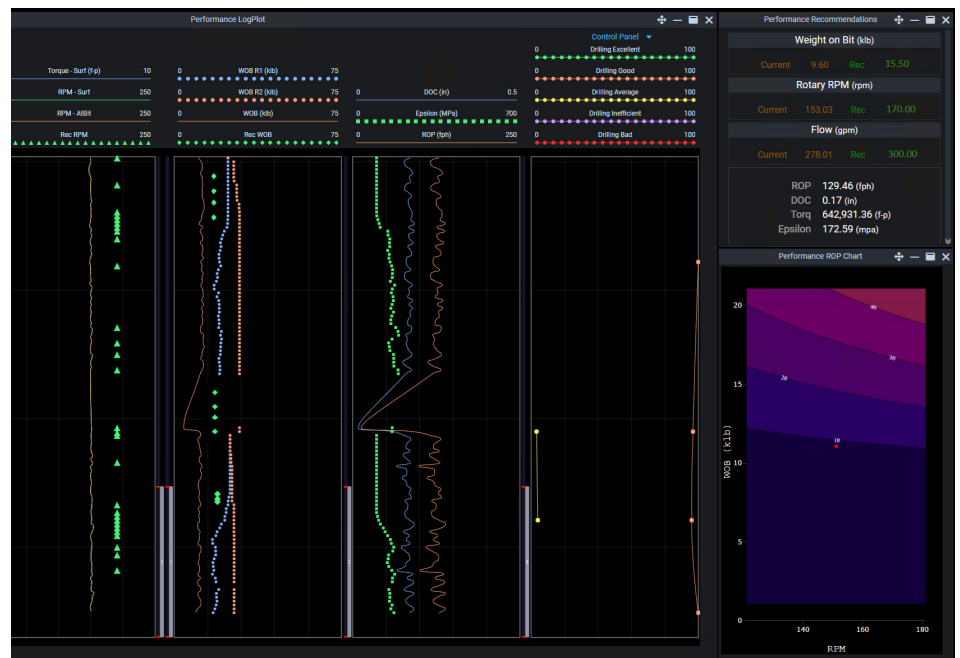 Performance LogPlot
Control Panel
0 Drilling Excellent 100
Torque - Surf (f-p) 10 0 WOB R1 (klb) 75 0 Drilling Good 100
RPM - Surf 250 0 WOB R2 (klb) 75 0 DOC (in) 0.5 0 Drilling Average 100
RPM - AtBit 250 0 WOB (klb) 75 0 Epsilon (MPa) 700 0 Drilling Inefficient 100
Rec RPM 250 0 Rec WOB 75 0 ROP (fph) 250 0 Drilling Bad 100
Performance Recommendations
Weight on Bit (klb)
Current 9.60 Rec 15.50
Rotary RPM (rpm)
Current 153.03 Rec 170.00
Flow (gpm)
Current 278.01 Rec 300.00
ROP 129.46 (fph)
DOC 0.17 (in)
Torq 642,931.36 (f-p)
Epsilon 172.59 (mpa)
Performance ROP Chart
20
40
30
20
15
10
WOB (klb)
10
5
0
140 160 180
RPM